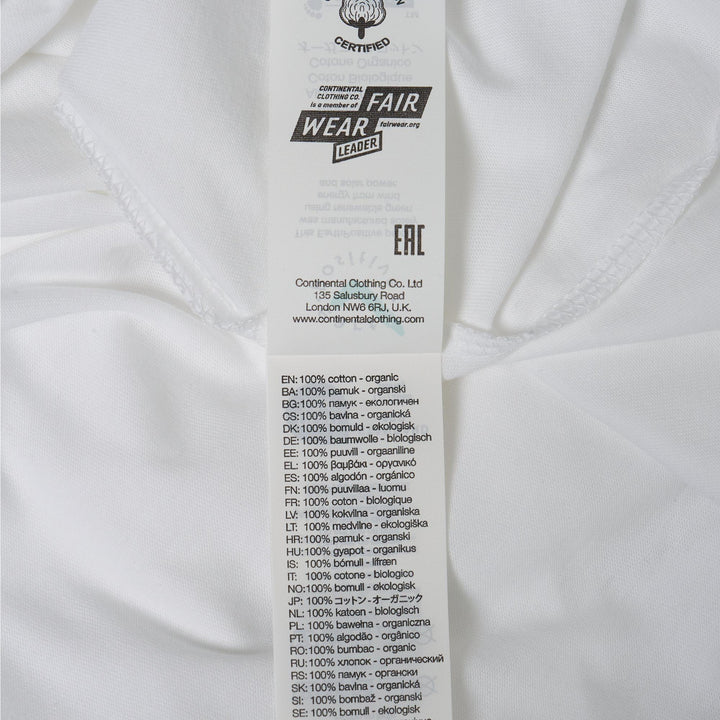 CERTIFIED
CONTINENTAL
CLOTHING CO.
is a member of
FAIR
WEAR
fairwear.org
LEADER
EAC
Continental Clothing Co. Ltd
135 Salusbury Road
London NW6 6RJ, U.K.
www.continentalclothing.com
EN: 100% cotton - organic
BA: 100% pamuk - organski
BG: 100% памук - екологичен
CS: 100% bavlna - organická
DK: 100% bomuld - økologisk
DE: 100% baumwolle - biologisch
EE: 100% puuvill - orgaaniline
EL: 100% βαμβάκι - οργανικό
ES: 100% algodón - orgánico
FN: 100% puuvillaa - luomu
FR: 100% coton - biologique
LV: 100% kokvilna - organiska
LT: 100% medvilne - ekologiška
HR: 100% pamuk - organski
HU: 100% gyapot - organikus
IS: 100% bómull - lífræn
IT: 100% cotone - biologico
NO: 100% bomull - økologisk
JP: 100% コットン-オーガニック
NL: 100% katoen - biologisch
PL: 100% bawełna - organiczna
PT: 100% algodão - orgânico
RO: 100% bumbac - organic
RU: 100% хлопок - органический
RS: 100% памук - органски
SK: 100% bavlna - organická
SI: 100% bombaž - organski
SE: 100% bomull - ekologisk